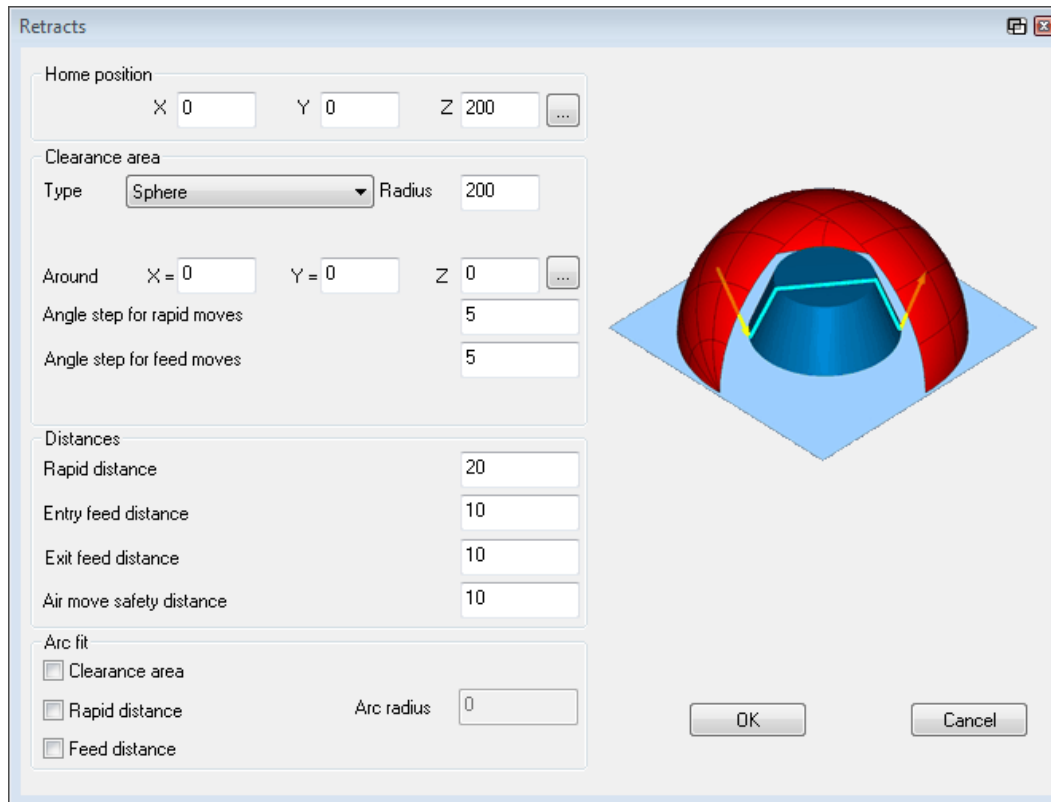 Retracts
Home position
X 0 Y 0 Z 200 ...
Clearance area
Type Sphere Radius 200
Around X = 0 Y = 0 Z 0 ...
Angle step for rapid moves 5
Angle step for feed moves 5
Distances
Rapid distance 20
Entry feed distance 10
Exit feed distance 10
Air move safety distance 10
Arc fit
Clearance area
Rapid distance Arc radius 0
Feed distance
OK Cancel